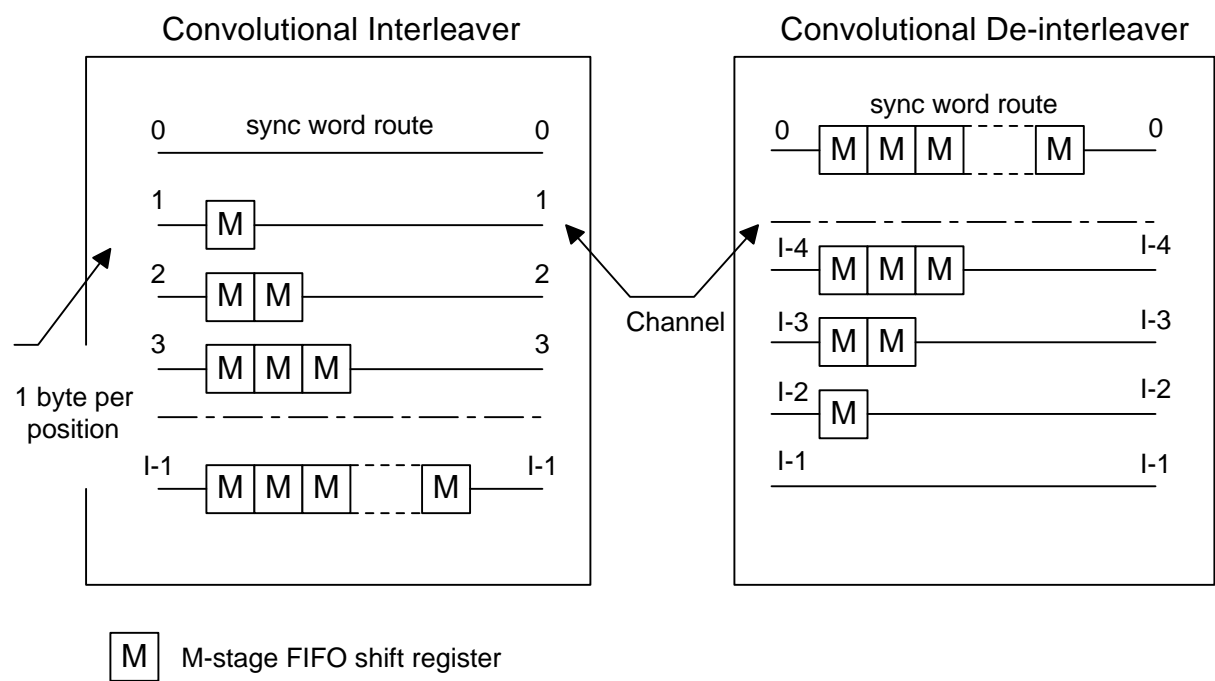 Convolutional Interleaver
0 sync word route 0
1 1
M
2 2
M M
3 3
M M M
I-1 I-1
M M M M
1 byte per
position
Channel
Convolutional De-interleaver
sync word route
0 0
M M M M
I-4 I-4
M M M
I-3 I-3
M M
I-2 I-2
M
I-1 I-1
M M-stage FIFO shift register